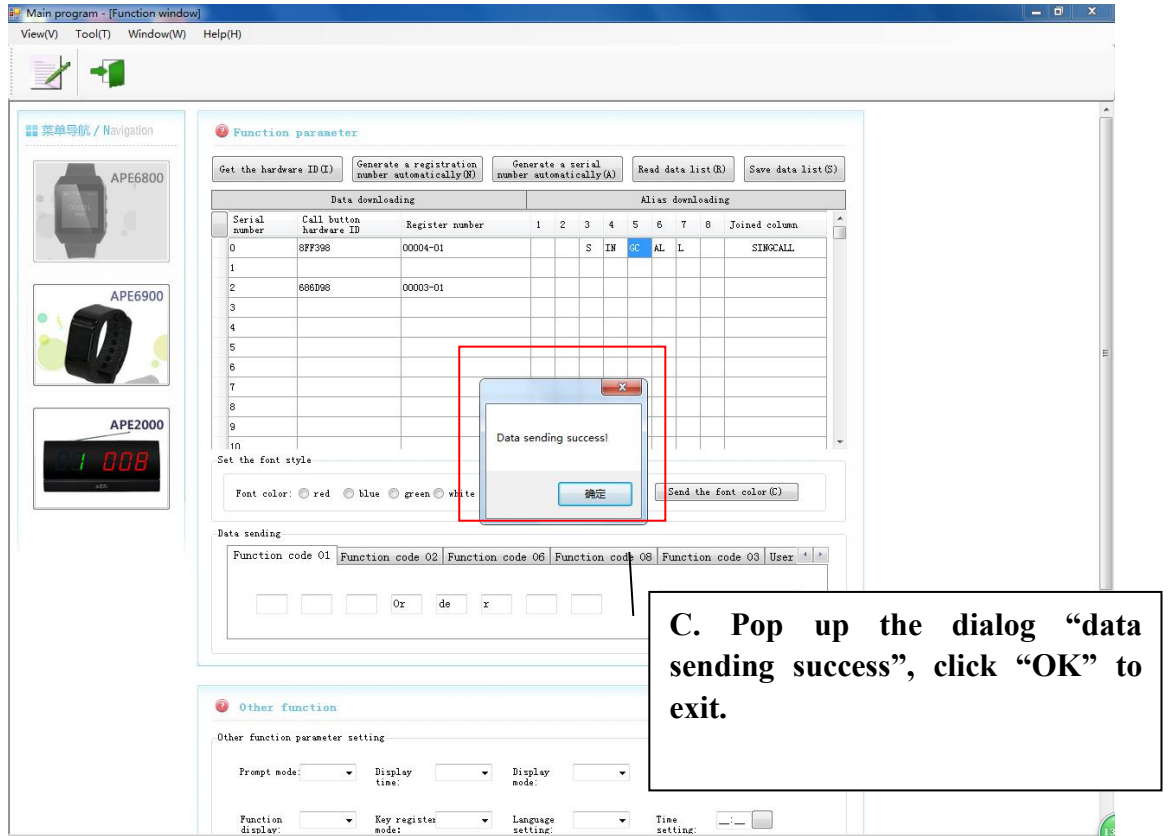 Main program - [Function window]
View(V) Tool(T) Window(W) Help(H)
菜单导航 / Navigation
APE6800
APE6900
APE2000
1 008
Function parameter
Get the hardware ID(I)
Generate a registration
number automatically(N)
Generate a serial
number automatically(A)
Read data list(R)
Save data list(S)
Data downloading Alias downloading
Serial number Call button hardware ID Register number 1 2 3 4 5 6 7 8 Joined column
0 8FF398 00004-01 S IN GC AL L SINGCALL
1
2 686D98 00003-01
3
4
5
6
7
8
9
10
Data sending success!
确定
Set the font style
Font color: red blue green white
Send the font color(C)
Data sending
Function code 01 Function code 02 Function code 06 Function code 08 Function code 03 User
Or de r
C. Pop up the dialog “data
sending success”, click “OK” to
exit.
Other function
Other function parameter setting
Prompt mode: Display time: Display mode:
Function display: Key register mode: Language setting: Time setting: _:_